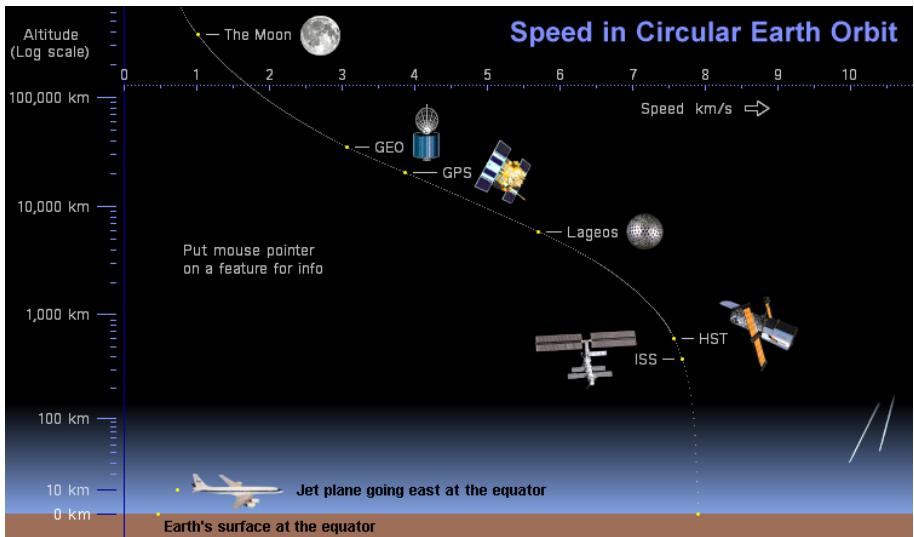 Speed in Circular Earth Orbit
Altitude
(Log scale)
The Moon
0 1 2 3 4 5 6 7 8 9 10
100,000 km
Speed km/s
GEO
GPS
10,000 km
Lageos
Put mouse pointer
on a feature for info
1,000 km
HST
ISS
100 km
10 km
Jet plane going east at the equator
0 km
Earth's surface at the equator